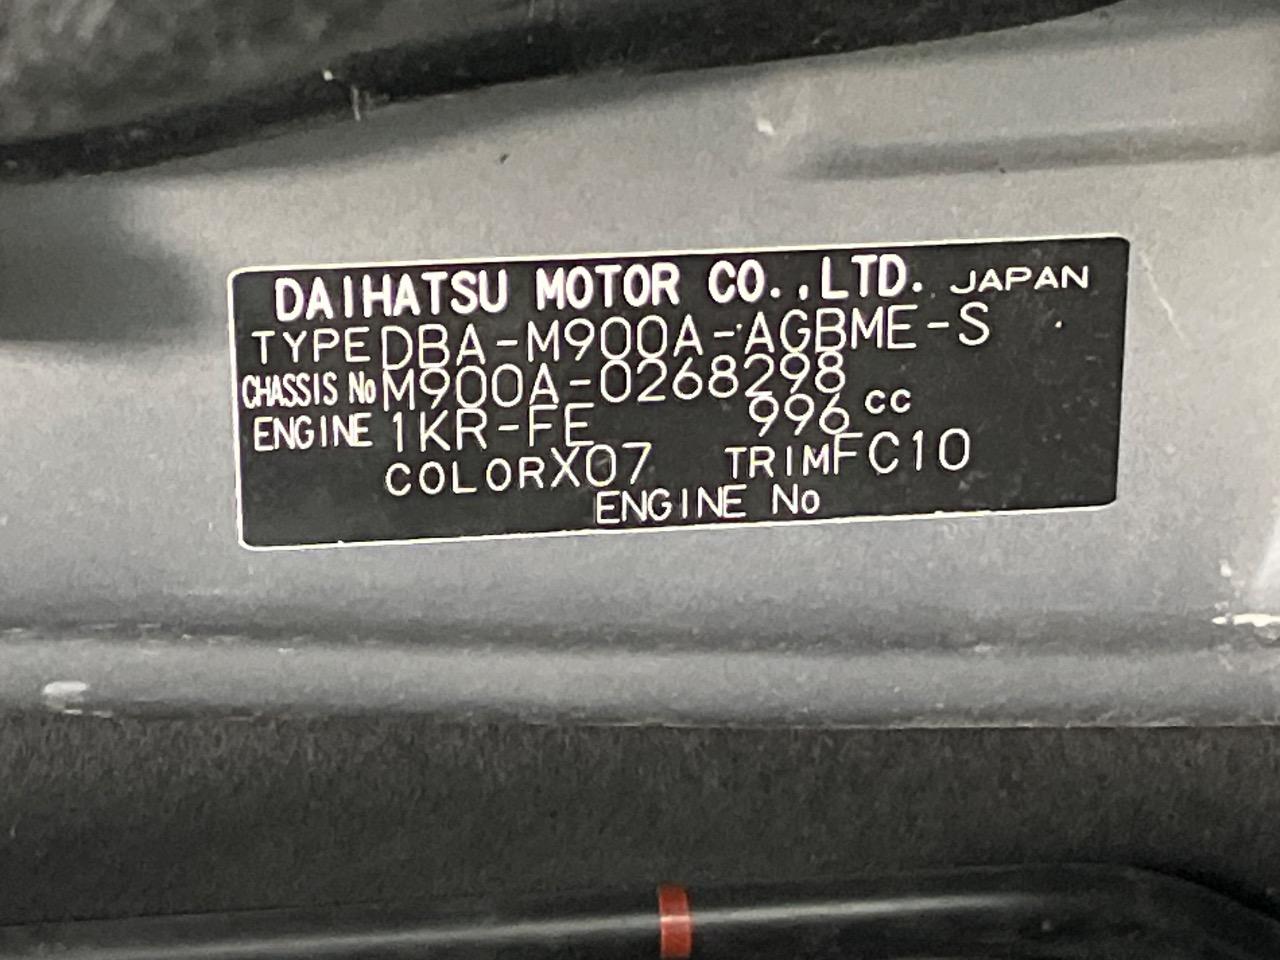 DAIHATSU MOTOR CO.,LTD. JAPAN
TYPE DBA-M900A-AGBME-S
CHASSIS No M900A-0268298
ENGINE 1KR-FE 996 cc
COLOR X07 TRIM FC10
ENGINE No